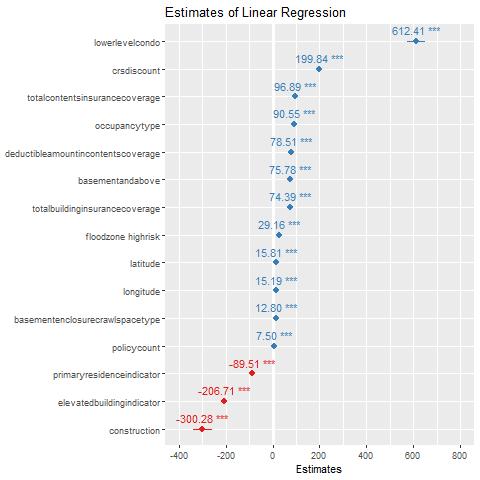 Estimates of Linear Regression
lowerlevelcondo 612.41 ***
crsdiscount 199.84 ***
totalcontentsinsurancecoverage 96.89 ***
occupancytype 90.55 ***
deductibleamountincontentscoverage 78.51 ***
basementandabove 75.78 ***
totalbuildinginsurancecoverage 74.39 ***
floodzone highrisk 29.16 ***
latitude 15.81 ***
longitude 15.19 ***
basementenclosurecrawlspacetype 12.80 ***
policycount 7.50 ***
primaryresidenceindicator -89.51 ***
elevatedbuildingindicator -206.71 ***
construction -300.28 ***
-400 -200 0 200 400 600 800
Estimates